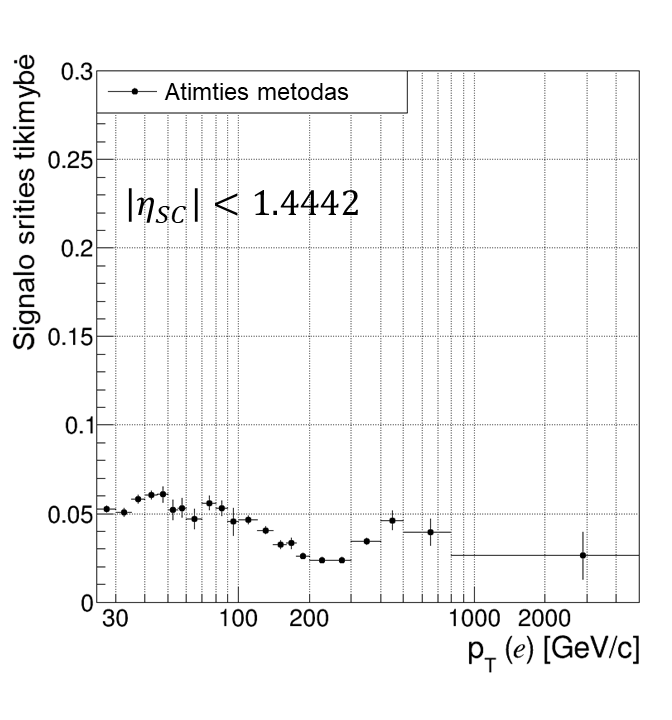 Signalo srities tikimybė
0.3
0.25
0.2
0.15
0.1
0.05
0
Atimties metodas
|η_SC| < 1.4442
30 100 200 1000 2000
p_T (e) [GeV/c]